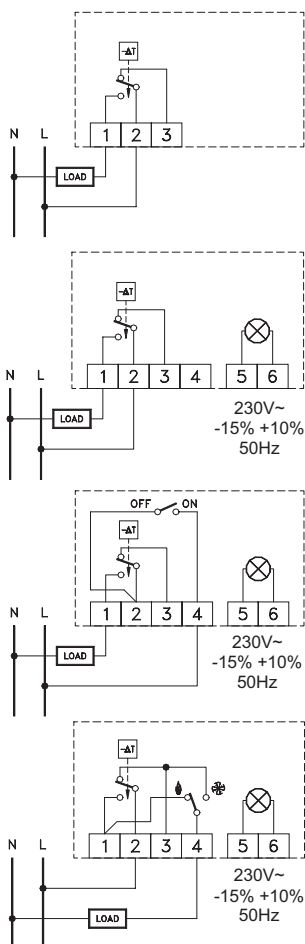 -ΔT
1 2 3
N L
LOAD
-ΔT
1 2 3 4 5 6
N L
LOAD
230V~
-15% +10%
50Hz
OFF ON
-ΔT
1 2 3 4 5 6
N L
LOAD
230V~
-15% +10%
50Hz
-ΔT
1 2 3 4 5 6
N L
LOAD
230V~
-15% +10%
50Hz